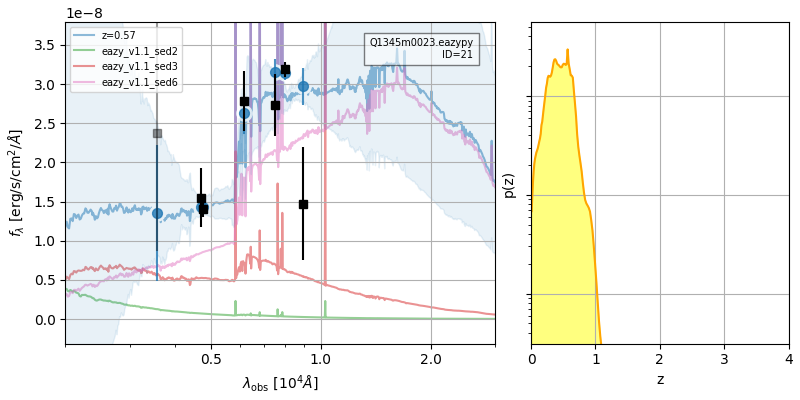 1e−8
z=0.57
eazy_v1.1_sed2
eazy_v1.1_sed3
eazy_v1.1_sed6
Q1345m0023.eazypy
ID=21
3.5
3.0
2.5
2.0
1.5
1.0
0.5
0.0
fλ [erg/s/cm²/Å]
0.5 1.0 2.0
λobs [10⁴Å]
p(z)
0 1 2 3 4
z